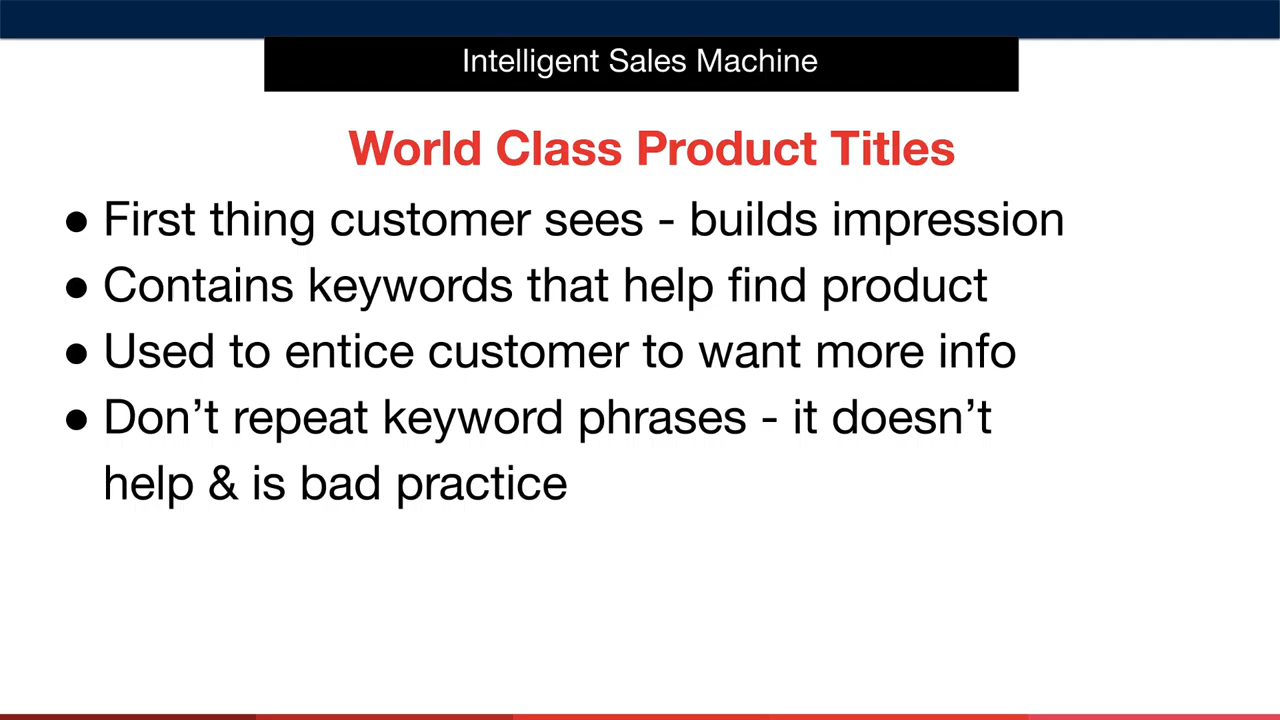 Intelligent Sales Machine
World Class Product Titles
● First thing customer sees - builds impression
● Contains keywords that help find product
● Used to entice customer to want more info
● Don’t repeat keyword phrases - it doesn’t
help & is bad practice